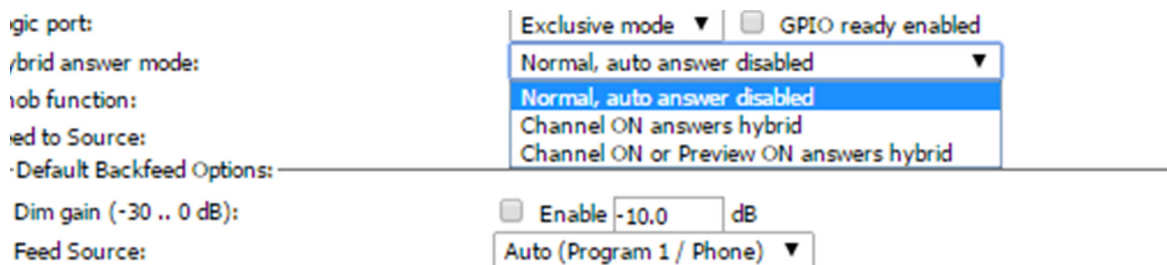 gic port: Exclusive mode GPIO ready enabled
ybrid answer mode: Normal, auto answer disabled
ob function: Normal, auto answer disabled
Channel ON answers hybrid
ed to Source:
Channel ON or Preview ON answers hybrid
Default Backfeed Options:
Dim gain (-30 .. 0 dB): Enable -10.0 dB
Feed Source: Auto (Program 1 / Phone)